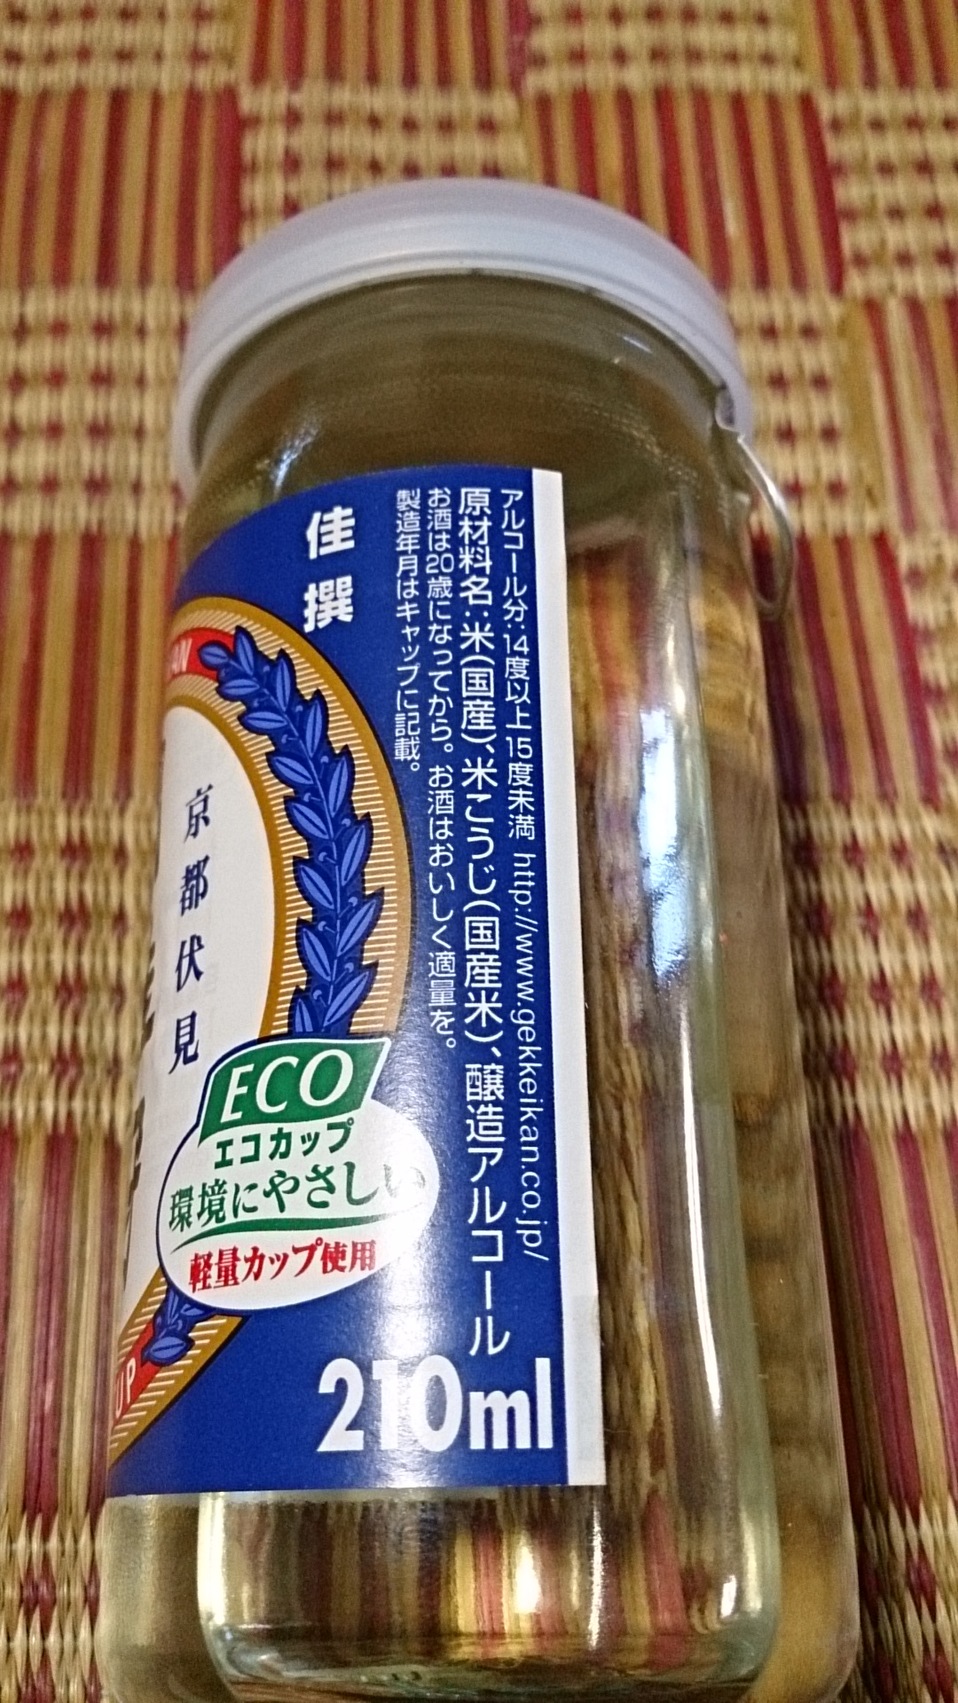 アルコール分:14度以上15度未満 http://www.gekkeikan.co.jp/
原材料名:米(国産)、米こうじ(国産米)、醸造アルコール
お酒は20歳になってから。お酒はおいしく適量を。
製造年月はキャップに記載。
佳撰
京都伏見
ECO
エコカップ
環境にやさしい
軽量カップ使用
210ml